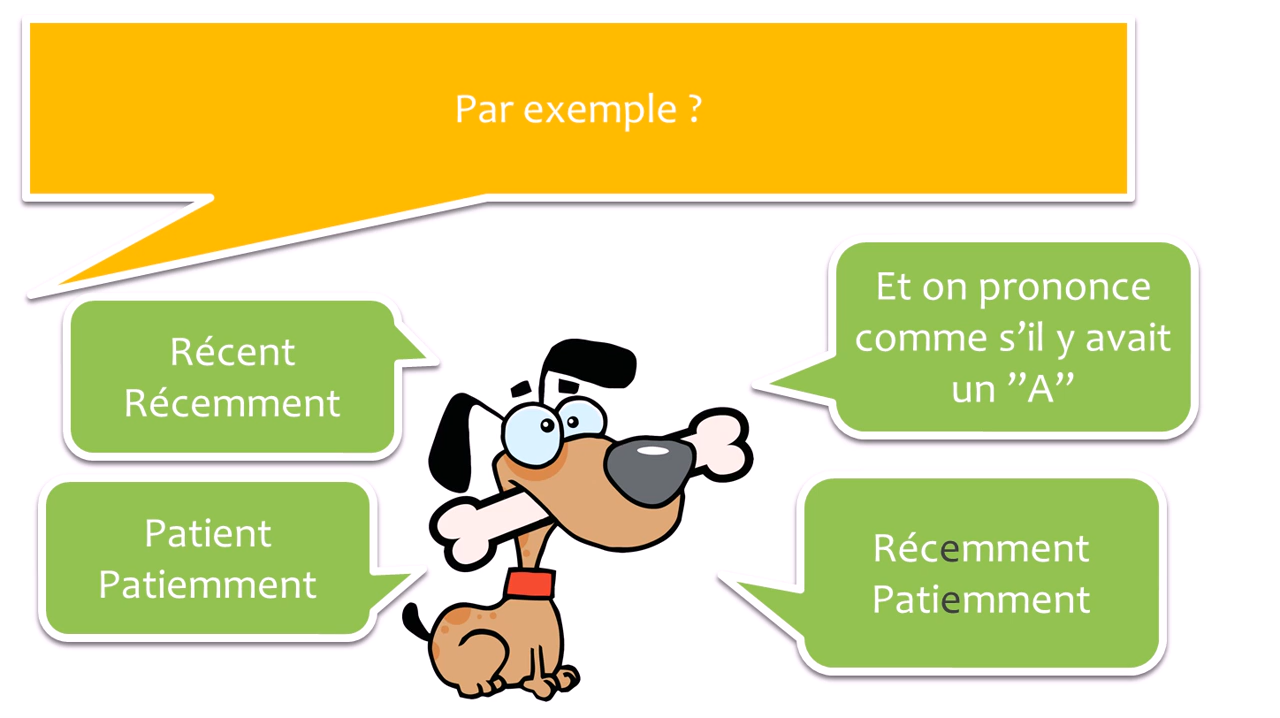 Par exemple ?
Récent
Récemment
Patient
Patiemment
Et on prononce
comme s’il y avait
un ”A”
Récemment
Patiemment